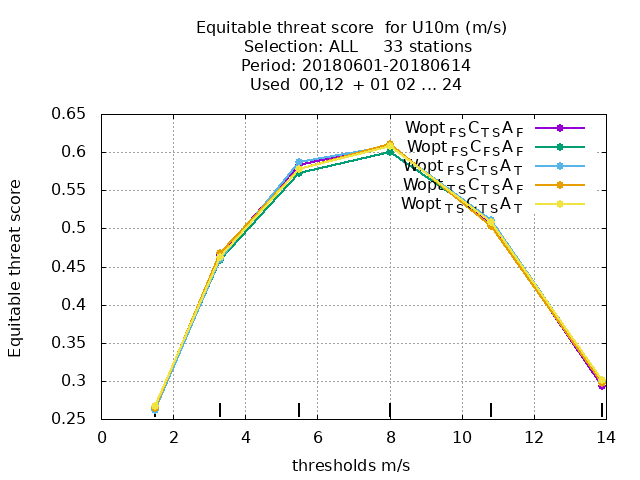 Equitable threat score for U10m (m/s)
Selection: ALL 33 stations
Period: 20180601-20180614
Used 00,12 + 01 02 ... 24
Equitable threat score
0.65
0.6
0.55
0.5
0.45
0.4
0.35
0.3
0.25
Wopt FS C TS A F
Wopt FS C FS A F
Wopt FS C TS A T
Wopt TS C TS A F
Wopt TS C TS A T
0 2 4 6 8 10 12 14
thresholds m/s